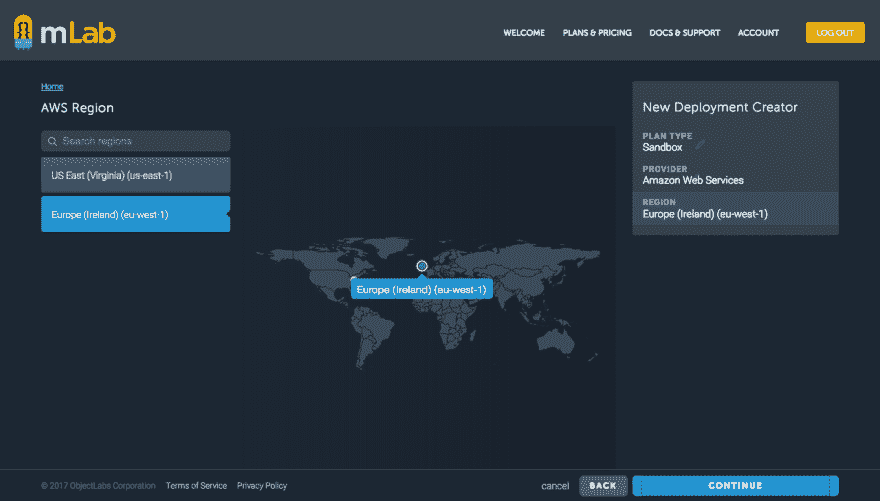 mLab
WELCOME
PLANS & PRICING
DOCS & SUPPORT
ACCOUNT
LOG OUT
Home
AWS Region
Search regions
US East (Virginia) (us-east-1)
Europe (Ireland) (eu-west-1)
Europe (Ireland) (eu-west-1)
New Deployment Creator
PLAN TYPE
Sandbox
PROVIDER
Amazon Web Services
REGION
Europe (Ireland) (eu-west-1)
© 2017 ObjectLabs Corporation
Terms of Service
Privacy Policy
cancel
BACK
CONTINUE